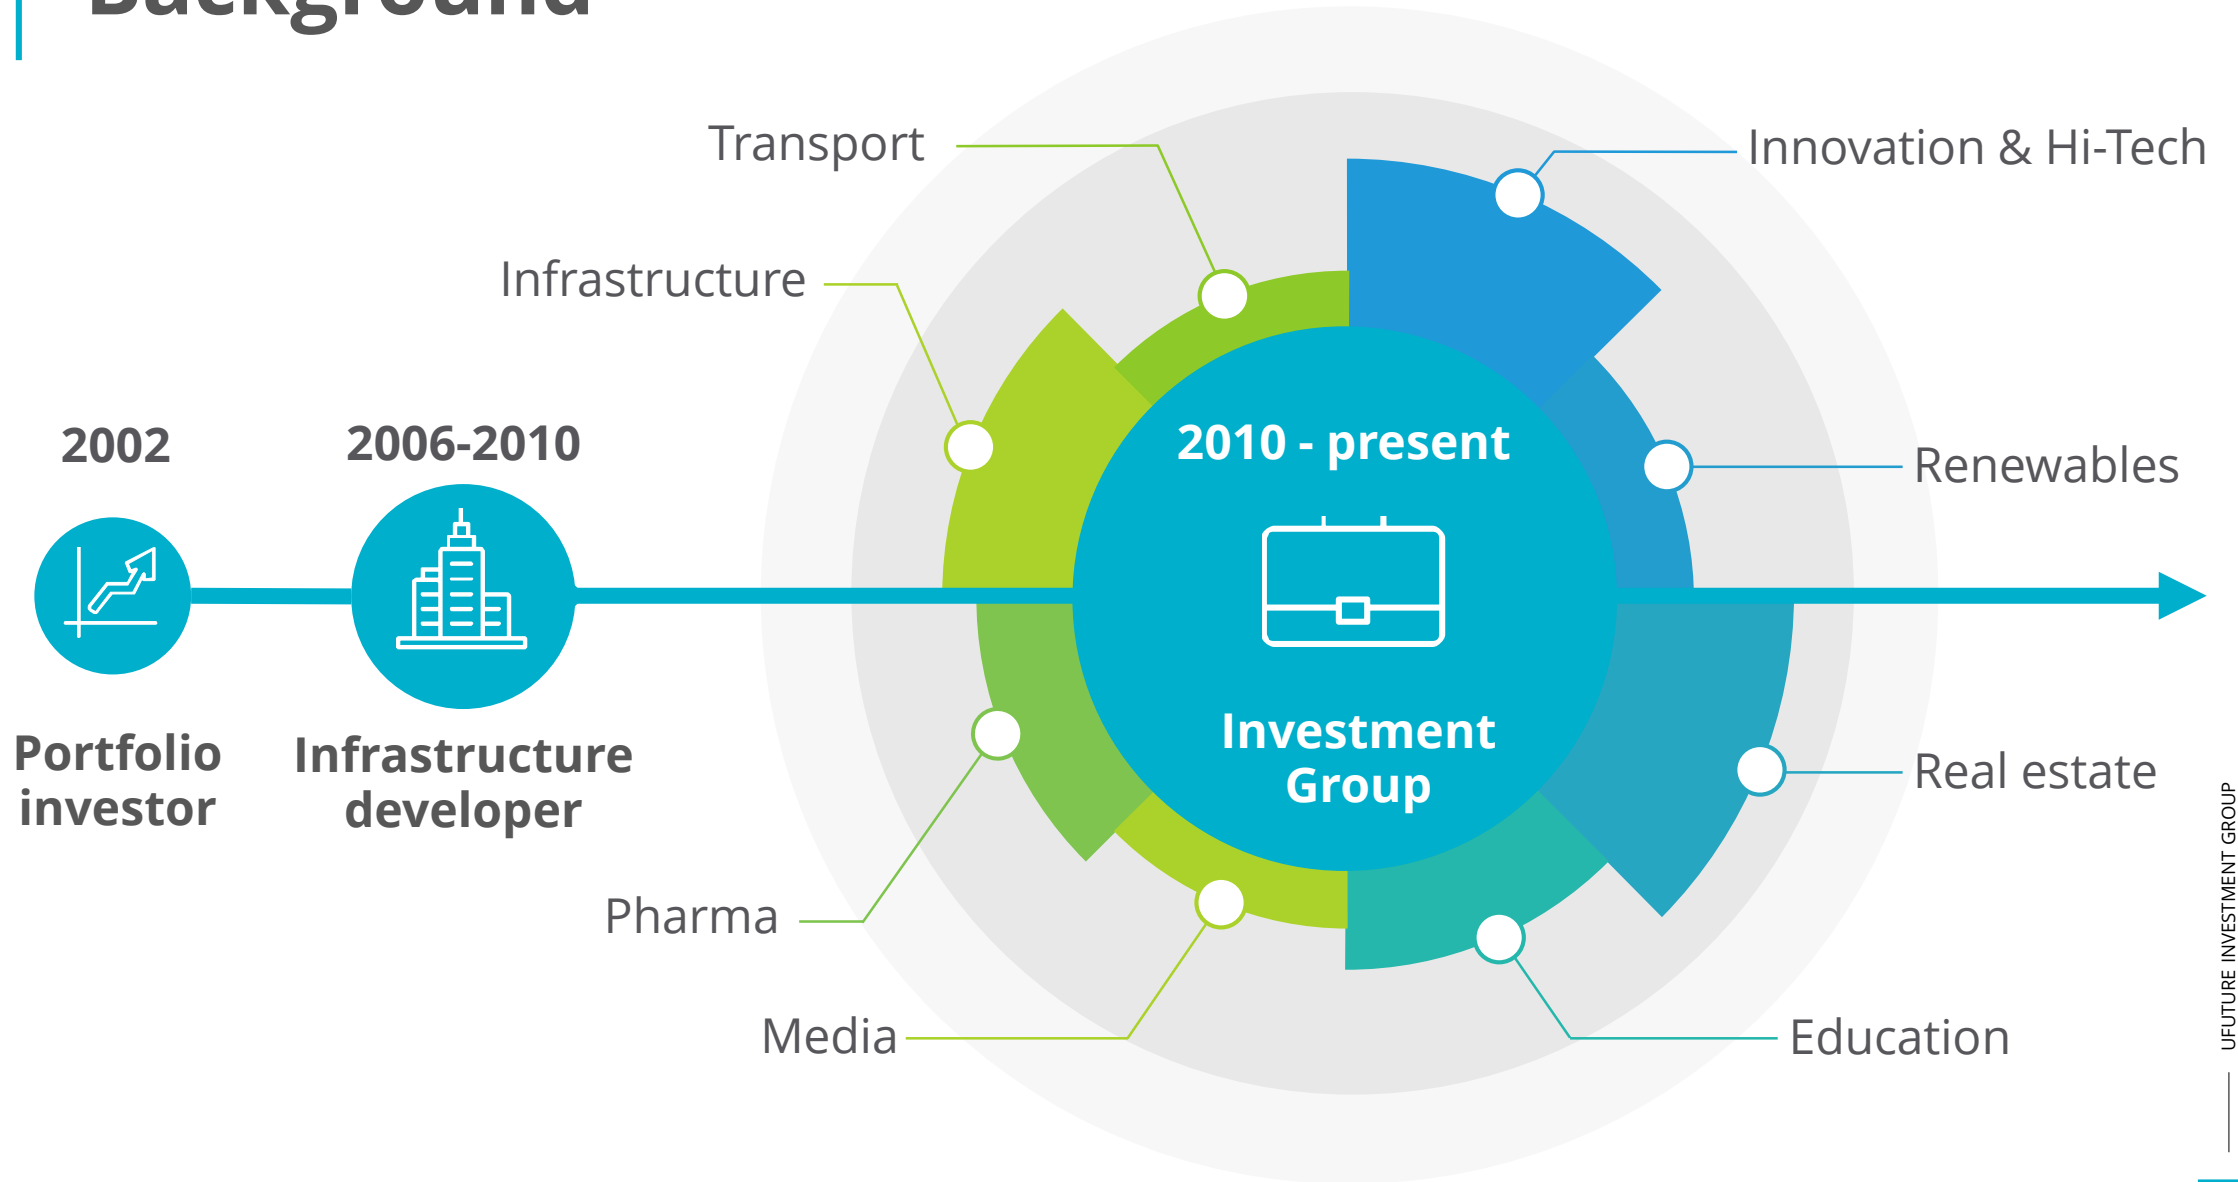 Background
Transport
Innovation & Hi-Tech
Infrastructure
2002
2006-2010
2010 - present
Renewables
Portfolio
investor
Infrastructure
developer
Investment
Group
Real estate
Pharma
Media
Education
UFUTURE INVESTMENT GROUP